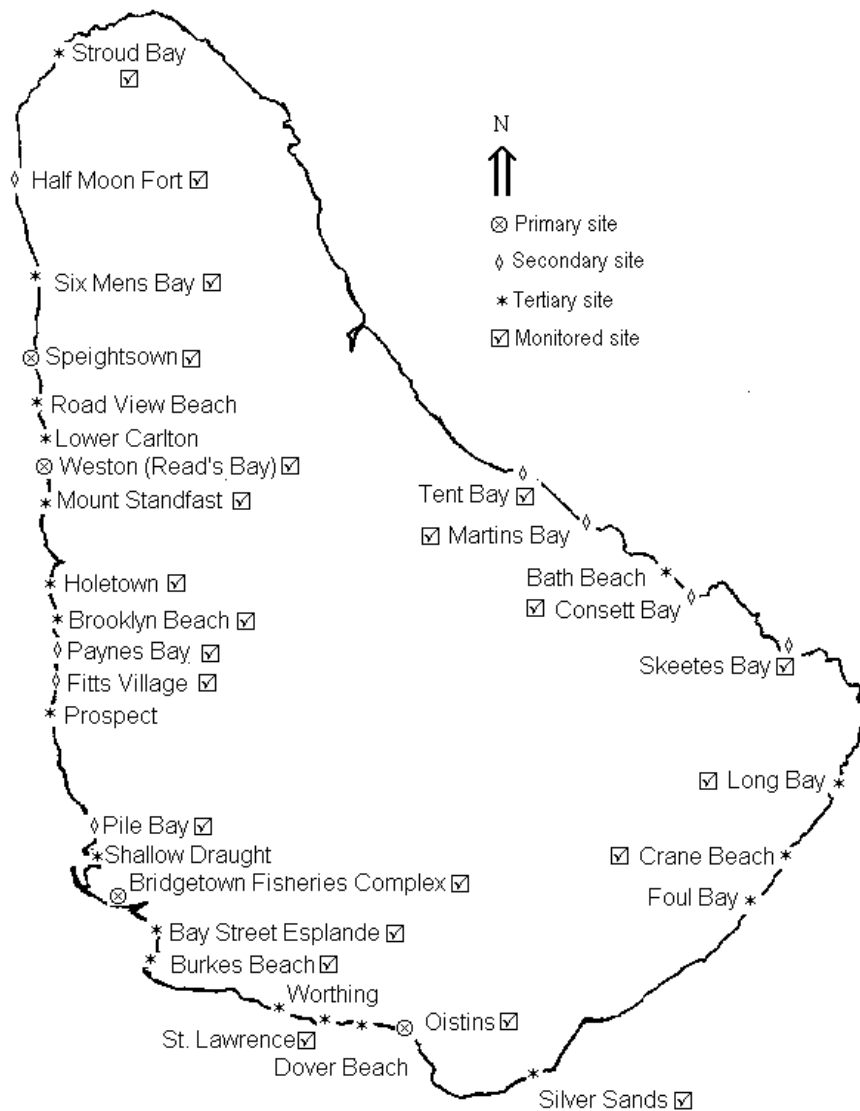 Stroud Bay
N
Half Moon Fort
Primary site
Secondary site
Six Mens Bay
Tertiary site
Monitored site
Speightsown
Road View Beach
Lower Carlton
Weston (Read's Bay)
Mount Standfast
Tent Bay
Martins Bay
Holetown
Bath Beach
Consett Bay
Brooklyn Beach
Paynes Bay
Skeetes Bay
Fitts Village
Prospect
Long Bay
Pile Bay
Shallow Draught
Crane Beach
Bridgetown Fisheries Complex
Foul Bay
Bay Street Esplande
Burkes Beach
Worthing
Oistins
St. Lawrence
Dover Beach
Silver Sands